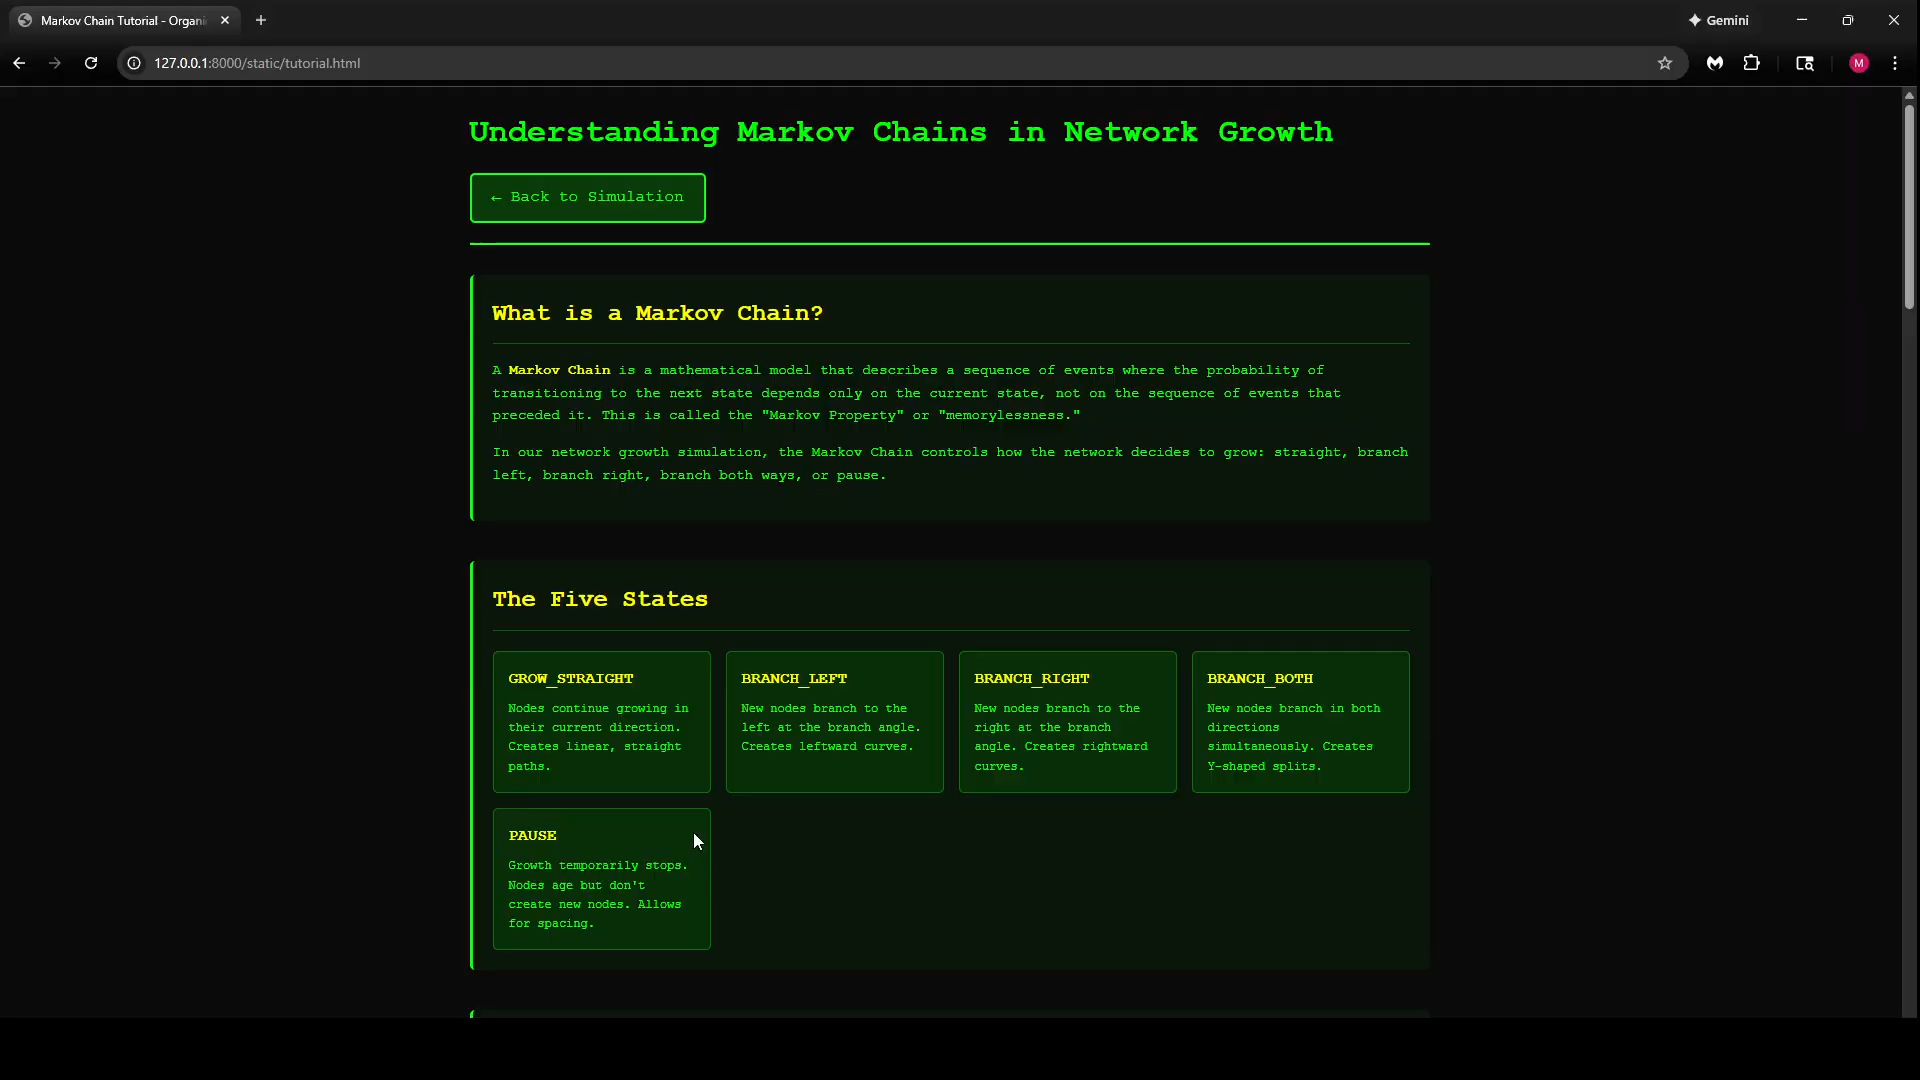 Markov Chain Tutorial - Organi
Gemini
127.0.0.1:8000/static/tutorial.html
M
Understanding Markov Chains in Network Growth
← Back to Simulation
What is a Markov Chain?
A Markov Chain is a mathematical model that describes a sequence of events where the probability of
transitioning to the next state depends only on the current state, not on the sequence of events that
preceded it. This is called the "Markov Property" or "memorylessness."
In our network growth simulation, the Markov Chain controls how the network decides to grow: straight, branch
left, branch right, branch both ways, or pause.
The Five States
GROW_STRAIGHT
Nodes continue growing in
their current direction.
Creates linear, straight
paths.
BRANCH_LEFT
New nodes branch to the
left at the branch angle.
Creates leftward curves.
BRANCH_RIGHT
New nodes branch to the
right at the branch
angle. Creates rightward
curves.
BRANCH_BOTH
New nodes branch in both
directions
simultaneously. Creates
Y-shaped splits.
PAUSE
Growth temporarily stops.
Nodes age but don't
create new nodes. Allows
for spacing.